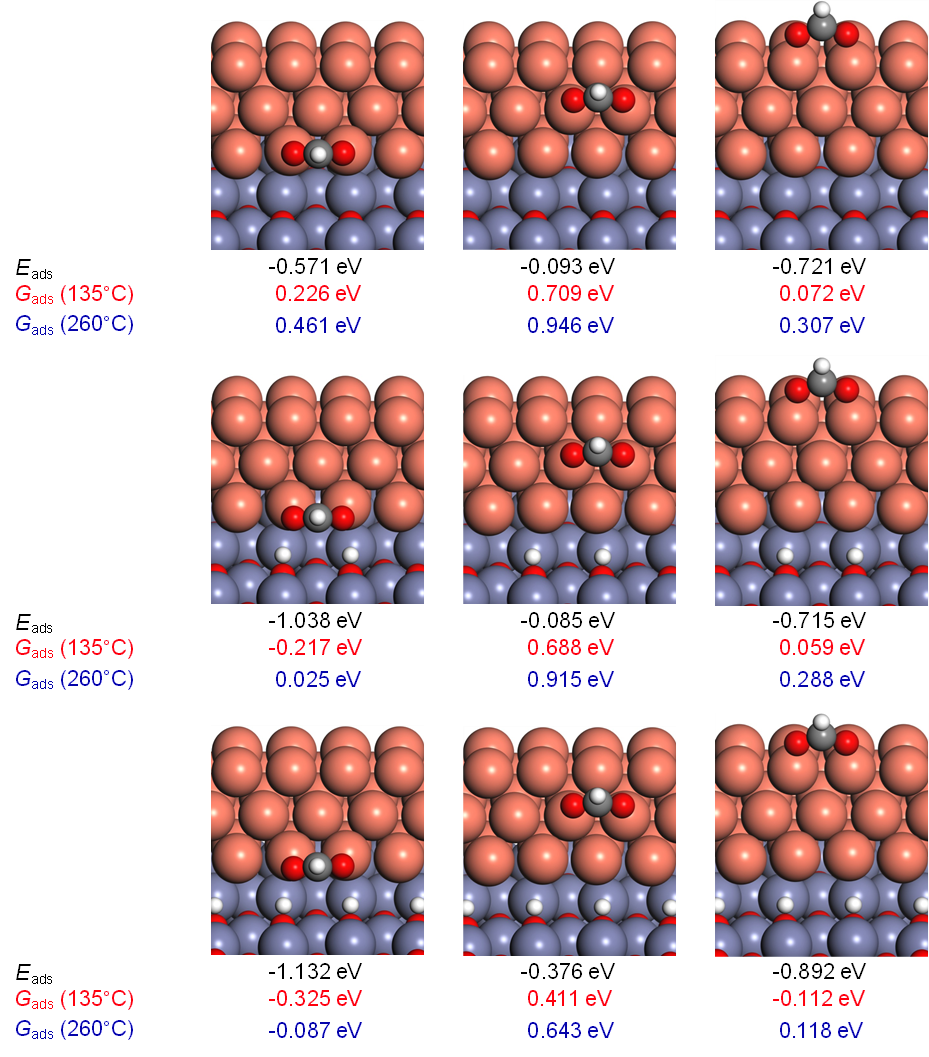 Eads -0.571 eV -0.093 eV -0.721 eV
Gads (135°C) 0.226 eV 0.709 eV 0.072 eV
Gads (260°C) 0.461 eV 0.946 eV 0.307 eV
Eads -1.038 eV -0.085 eV -0.715 eV
Gads (135°C) -0.217 eV 0.688 eV 0.059 eV
Gads (260°C) 0.025 eV 0.915 eV 0.288 eV
Eads -1.132 eV -0.376 eV -0.892 eV
Gads (135°C) -0.325 eV 0.411 eV -0.112 eV
Gads (260°C) -0.087 eV 0.643 eV 0.118 eV